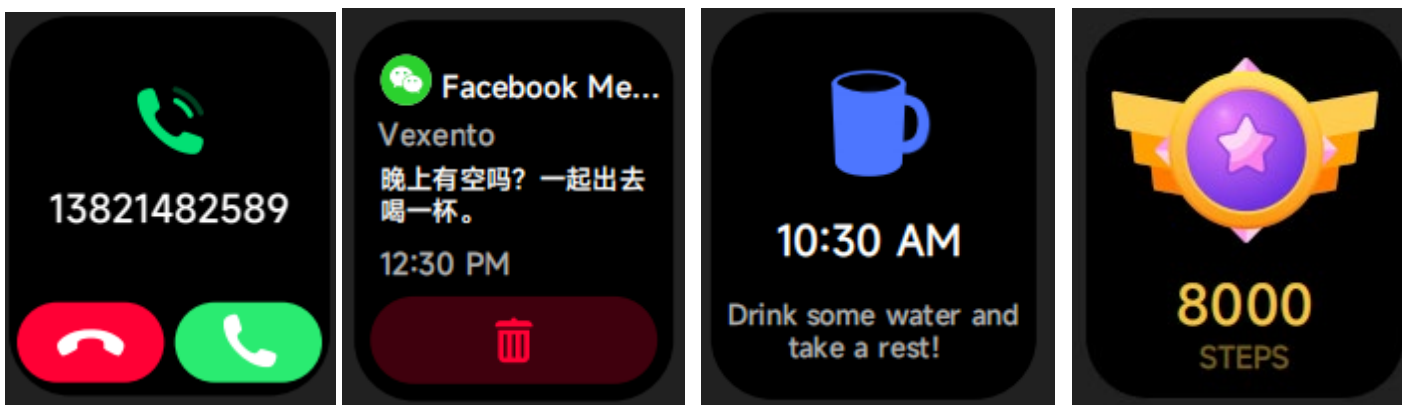 13821482589
Facebook Me...
Vexento
晚上有空吗？一起出去
喝一杯。
12:30 PM
10:30 AM
Drink some water and
take a rest!
8000
STEPS